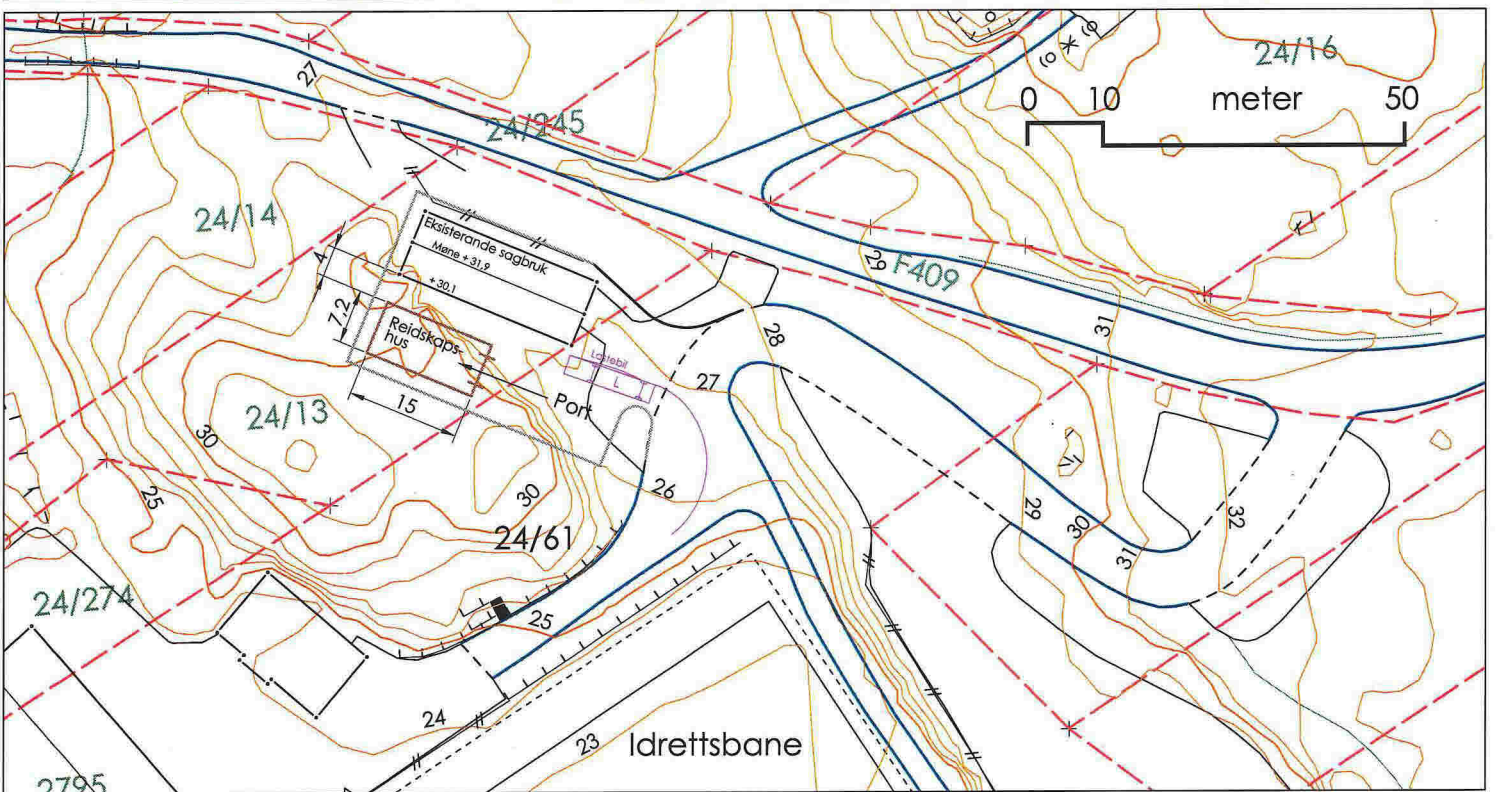 24/16
0 10 meter 50
27
24/245
24/14
Eksisterande sagbruk
Møne + 31,9
+ 30,1
4
7,2
Reidskaps-
hus
29
F409
28
31
Lastebil
L
27
Port
15
24/13
30
25
30
26
24/61
29
30
31
32
24/274
25
24
23
Idrettsbane
2795